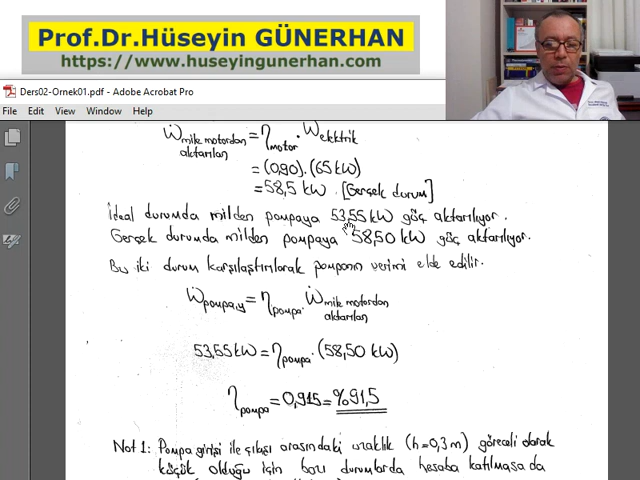 Prof.Dr.Hüseyin GÜNERHAN
https://www.huseyingunerhan.com
Ders02-Ornek01.pdf - Adobe Acrobat Pro
File Edit View Window Help
Ẇmile motordan aktarılan = ηmotor . Ẇelektrik
= (0,90).(65 kW)
= 58,5 kW [Gerçek durum]
İdeal durumda milden pompaya 53,55 kW güç aktarılıyor.
Gerçek durumda milden pompaya 58,50 kW güç aktarılıyor.
Bu iki durum karşılaştırılarak pompanın verimi elde edilir.
Ẇpompa,y = ηpompa . Ẇmile motordan aktarılan
53,55 kW = ηpompa . (58,50 kW)
ηpompa = 0,915 = %91,5
Not 1: Pompa girişi ile çıkışı arasındaki uzaklık (h=0,3 m) göreceli olarak
küçük olduğu için bazı durumlarda hesaba katılmasa da